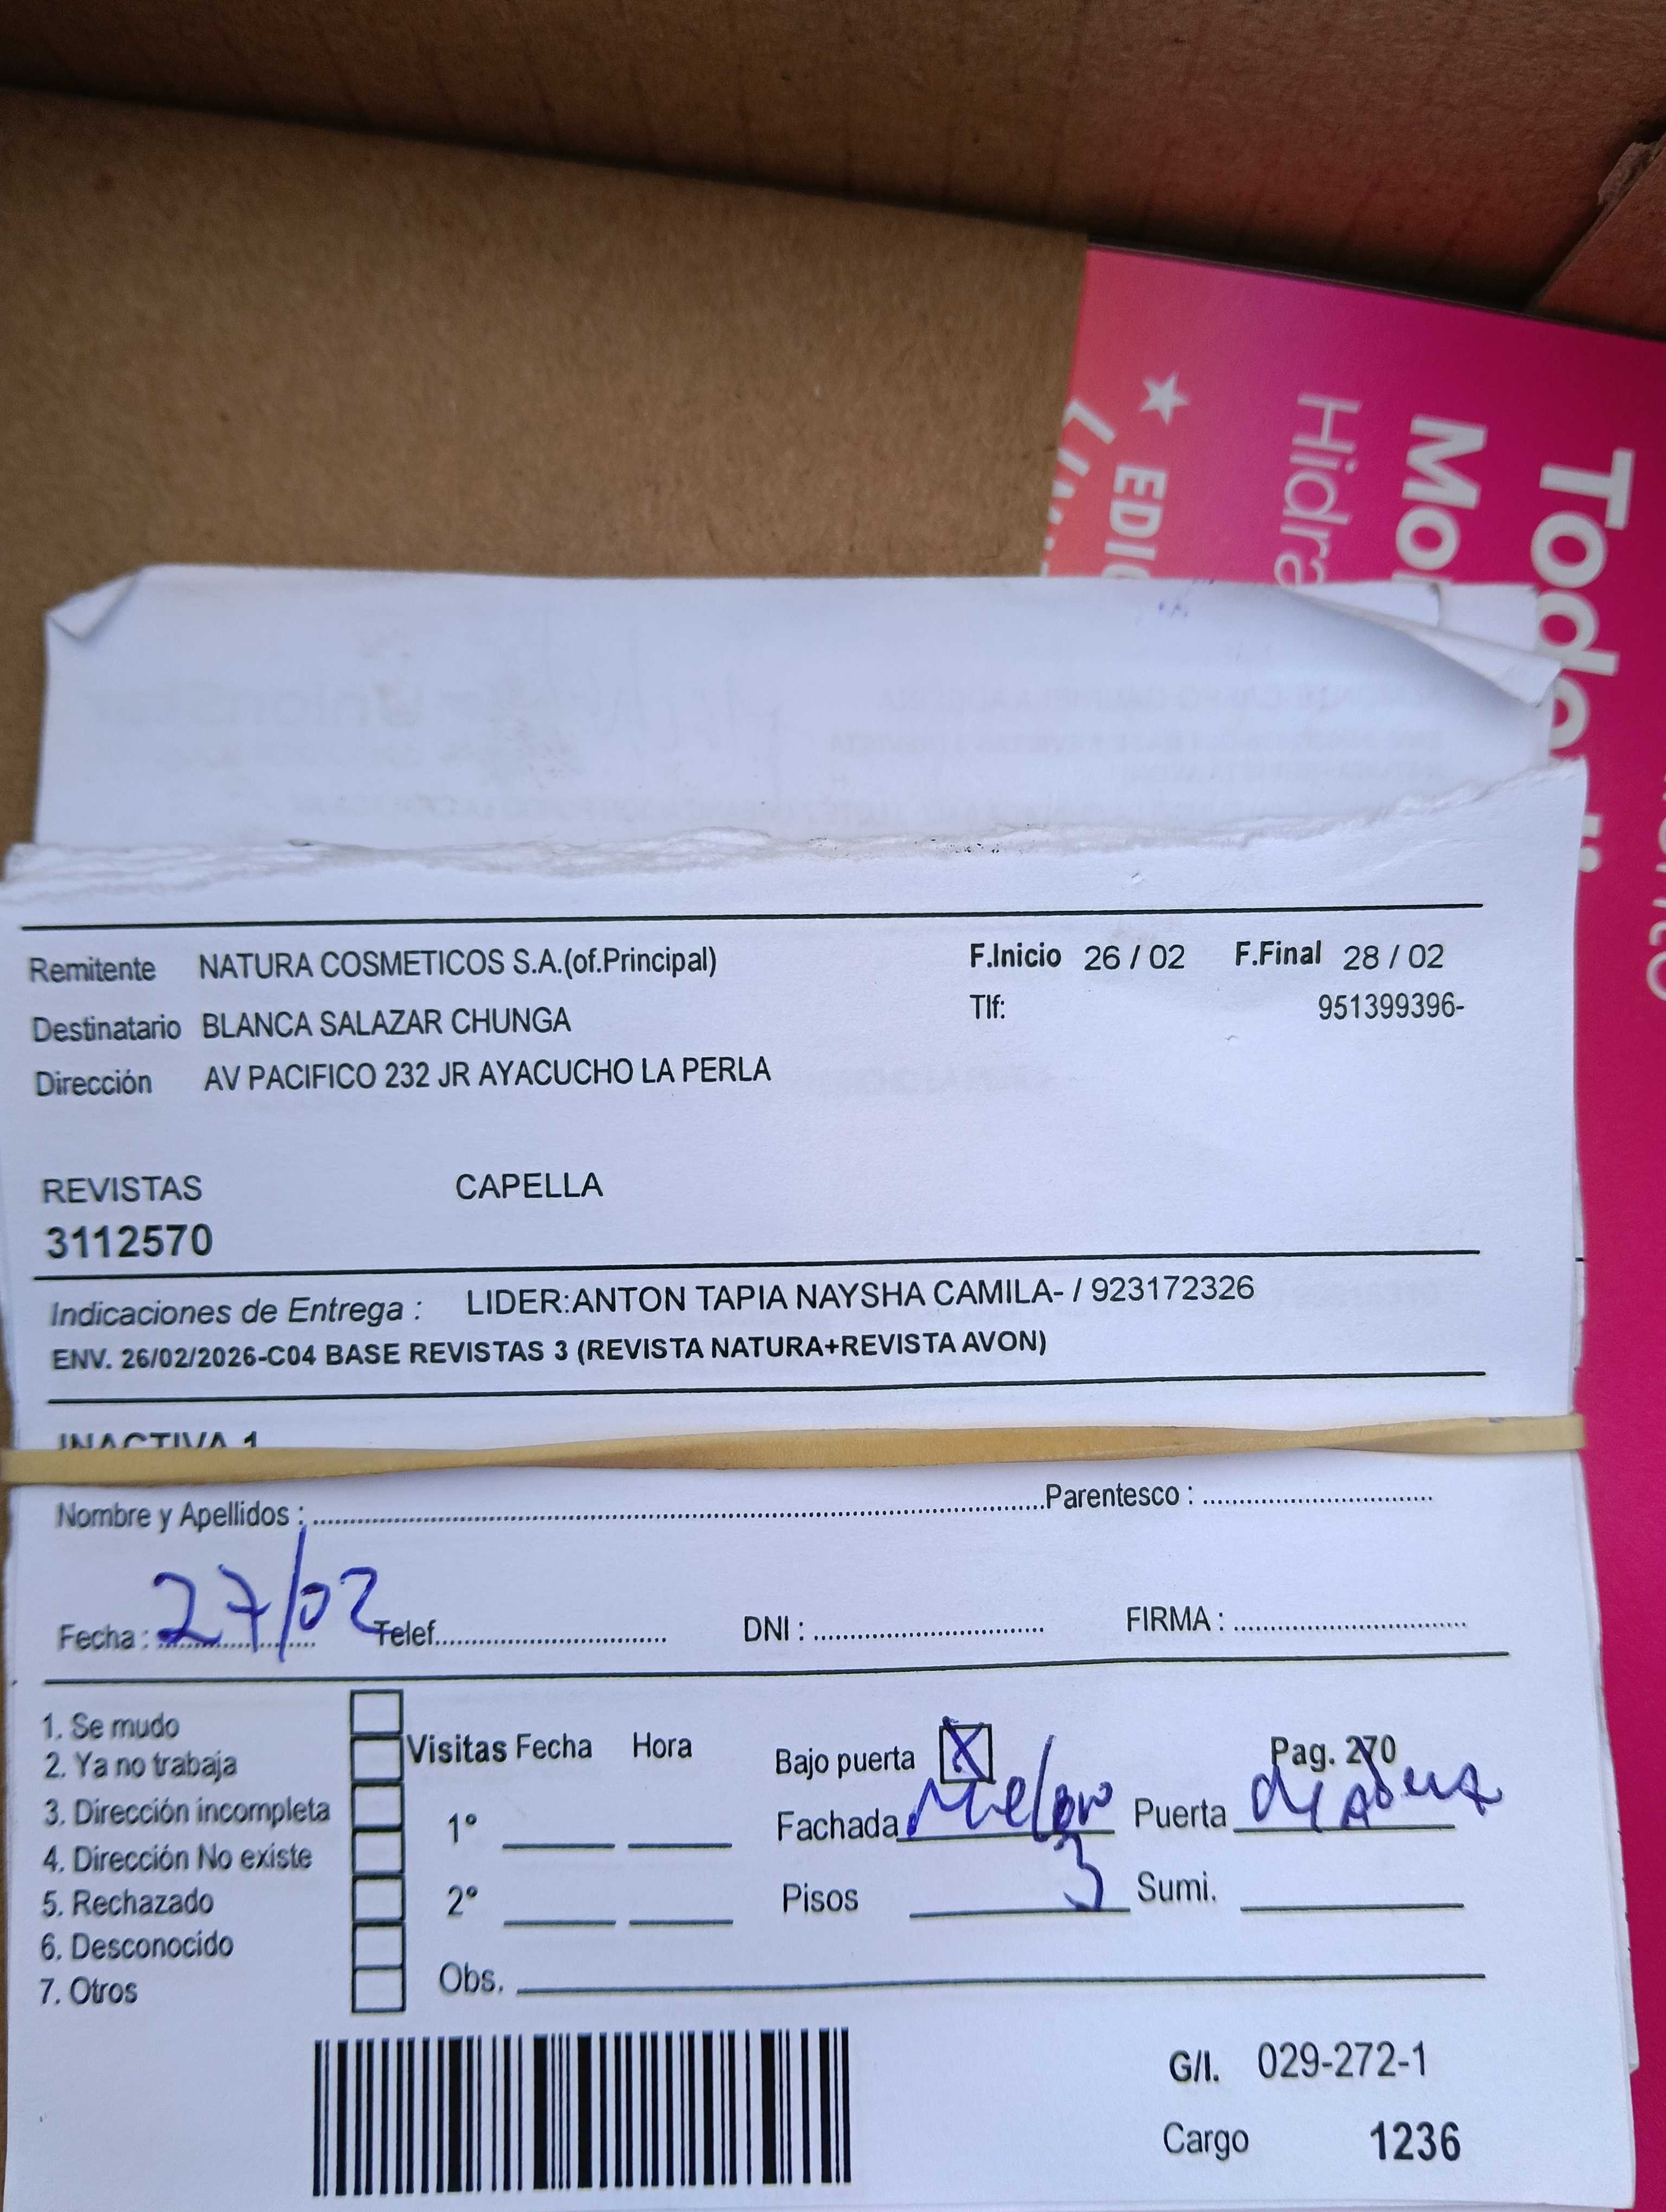 Todo
Mo
Hidra
★ EDIC
Remitente NATURA COSMETICOS S.A.(of.Principal) F.Inicio 26 / 02 F.Final 28 / 02
Destinatario BLANCA SALAZAR CHUNGA Tlf: 951399396-
Dirección AV PACIFICO 232 JR AYACUCHO LA PERLA
REVISTAS CAPELLA
3112570
Indicaciones de Entrega : LIDER:ANTON TAPIA NAYSHA CAMILA- / 923172326
ENV. 26/02/2026-C04 BASE REVISTAS 3 (REVISTA NATURA+REVISTA AVON)
INACTIVA 1
Nombre y Apellidos : Parentesco :
Fecha : 27/02 Telef. DNI : FIRMA :
1. Se mudo
2. Ya no trabaja
3. Dirección incompleta
4. Dirección No existe
5. Rechazado
6. Desconocido
7. Otros
Visitas Fecha Hora
1°
2°
Obs.
Bajo puerta X Pag. 270
Fachada Puerta
Pisos 3 Sumi.
G/I. 029-272-1
Cargo 1236